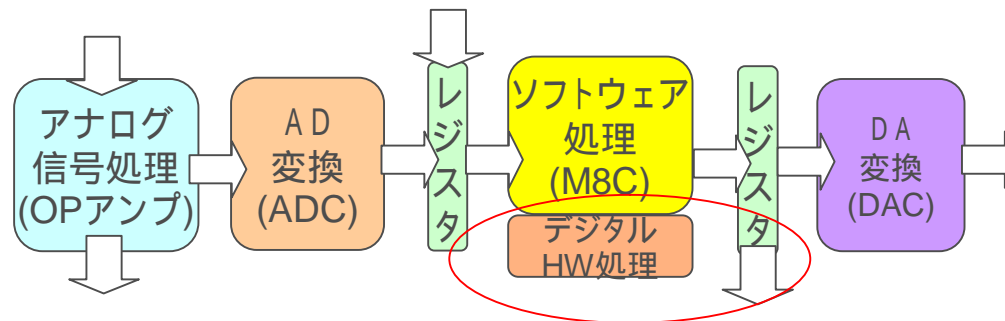 アナログ
信号処理
(OPアンプ)
ＡＤ
変換
(ADC)
レジスタ
ソフトウェア
処理
(M8C)
デジタル
HW処理
レジスタ
ＤＡ
変換
(DAC)